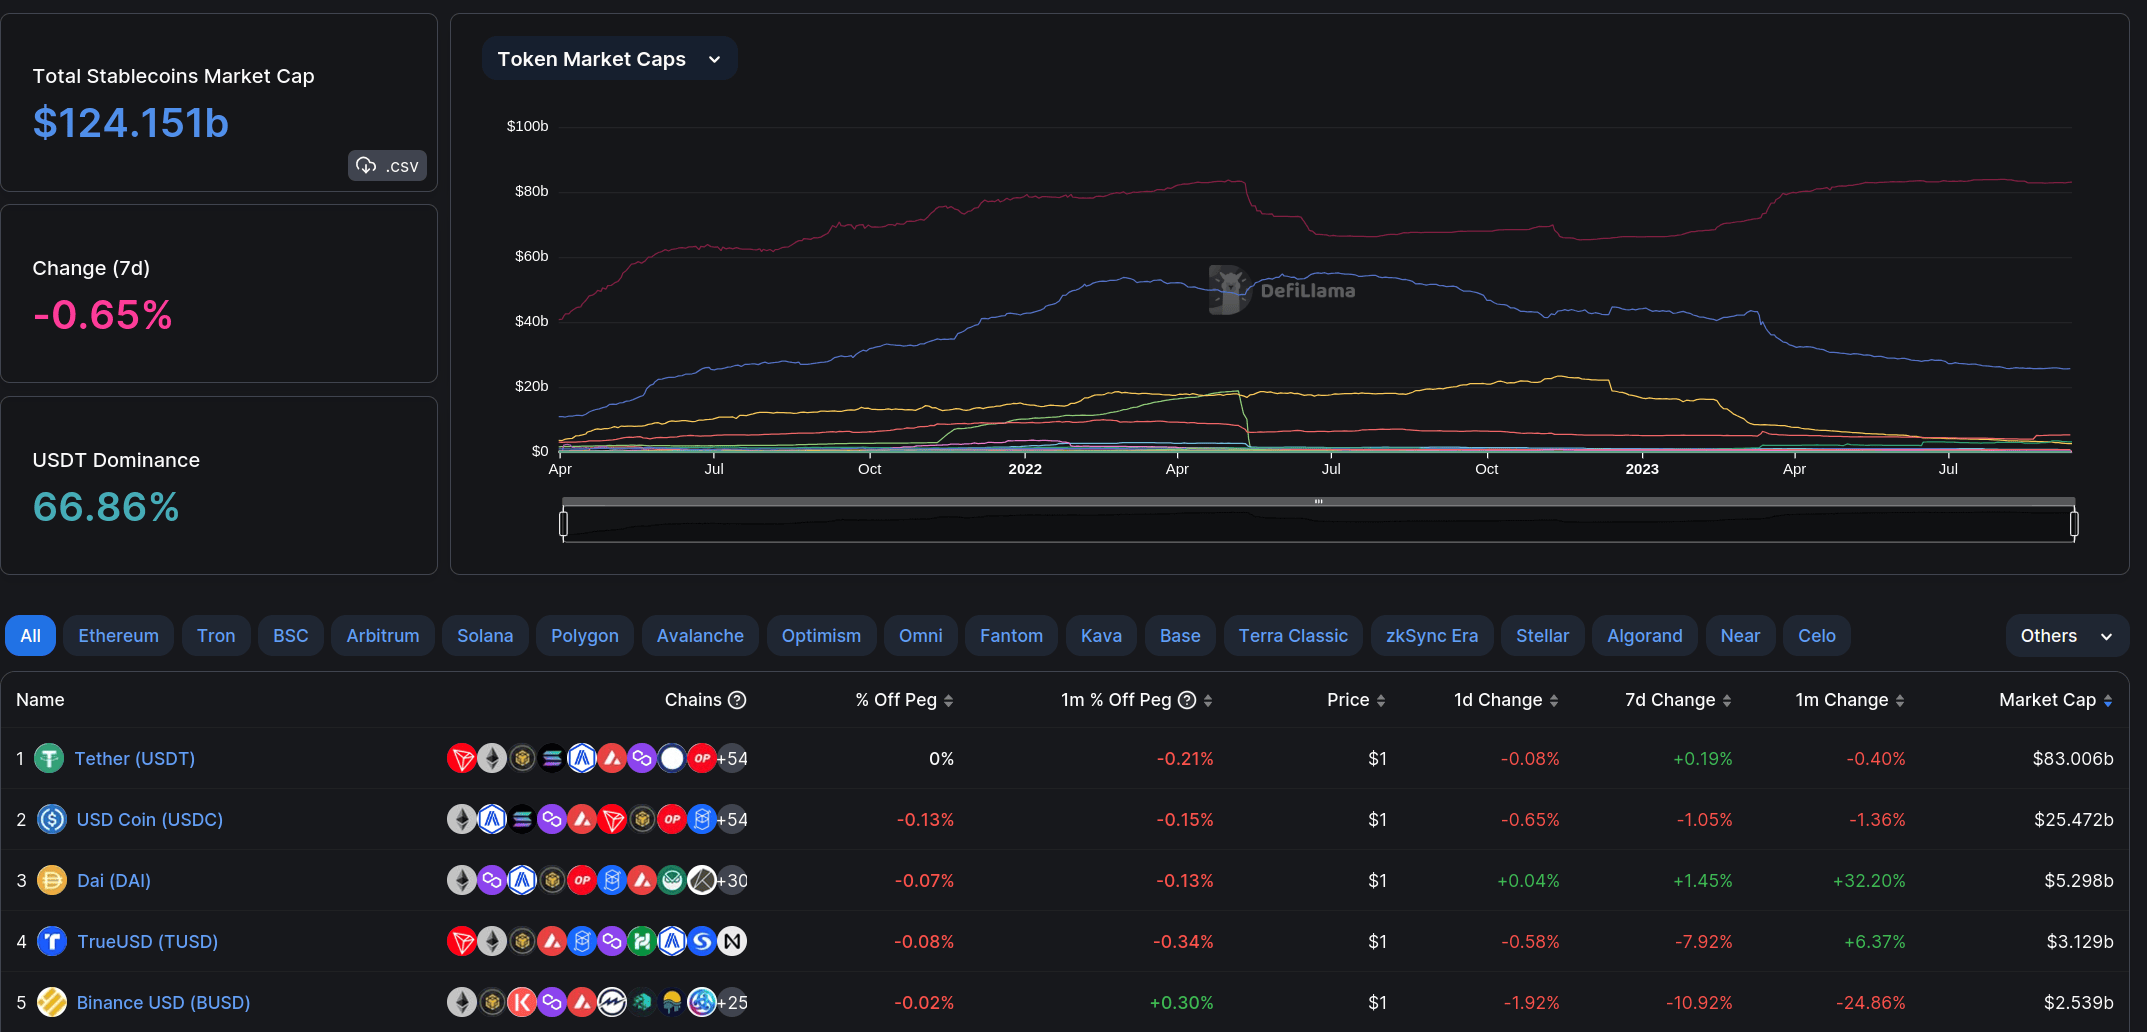 Total Stablecoins Market Cap
$124.151b
.csv
Change (7d)
-0.65%
USDT Dominance
66.86%
Token Market Caps
$100b
$80b
$60b
$40b
$20b
$0
DefiLlama
Apr Jul Oct 2022 Apr Jul Oct 2023 Apr Jul
All Ethereum Tron BSC Arbitrum Solana Polygon Avalanche Optimism Omni Fantom Kava Base Terra Classic zkSync Era Stellar Algorand Near Celo Others
Name Chains ? % Off Peg 1m % Off Peg ? Price 1d Change 7d Change 1m Change Market Cap
1 Tether (USDT) OP +54 0% -0.21% $1 -0.08% +0.19% -0.40% $83.006b
2 USD Coin (USDC) OP +54 -0.13% -0.15% $1 -0.65% -1.05% -1.36% $25.472b
3 Dai (DAI) OP +30 -0.07% -0.13% $1 +0.04% +1.45% +32.20% $5.298b
4 TrueUSD (TUSD) -0.08% -0.34% $1 -0.58% -7.92% +6.37% $3.129b
5 Binance USD (BUSD) +25 -0.02% +0.30% $1 -1.92% -10.92% -24.86% $2.539b